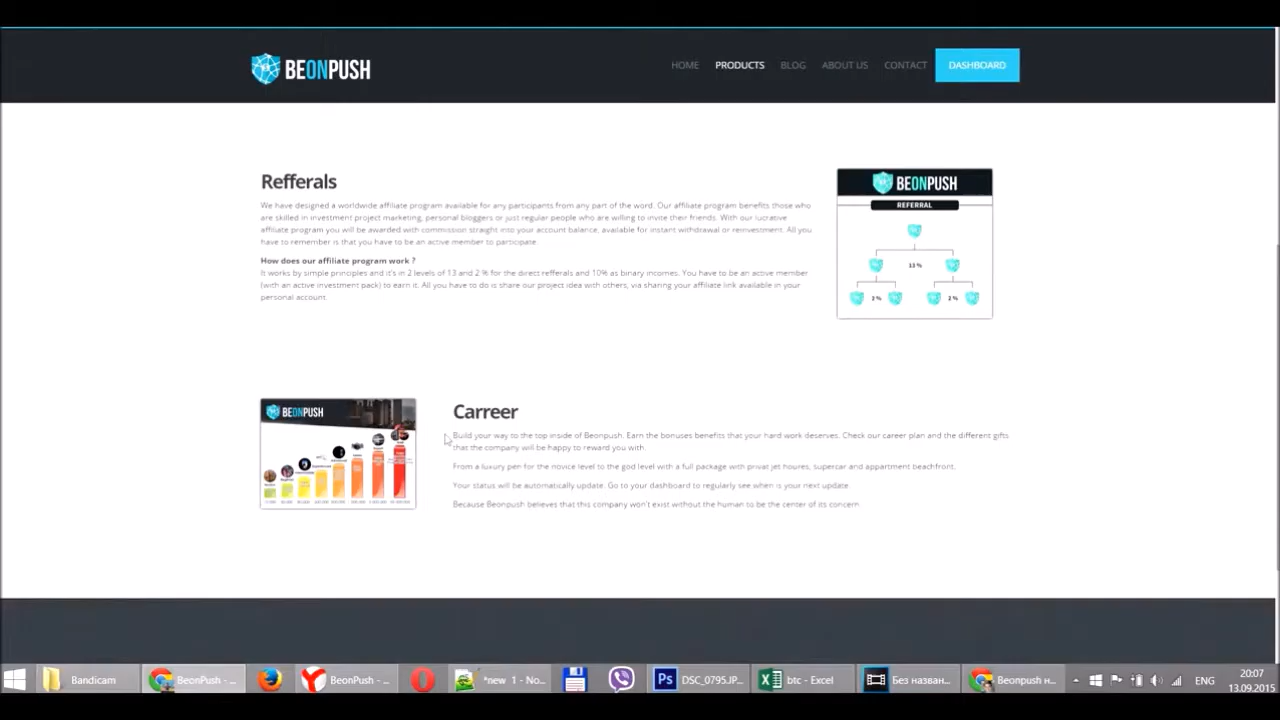 BEONPUSH
HOME PRODUCTS BLOG ABOUT US CONTACT DASHBOARD
Refferals
We have designed a worldwide affiliate program available for any participants from any part of the word. Our affiliate program benefits those who
are skilled in investment project marketing, personal bloggers or just regular people who are willing to invite their friends. With our lucrative
affiliate program you will be awarded with commission straight into your account balance, available for instant withdrawal or reinvestment. All you
have to remember is that you have to be an active member to participate.
How does our affiliate program work ?
It works by simple principles and it's in 2 levels of 13 and 2 % for the direct refferals and 10% as binary incomes. You have to be an active member
(with an active investment pack) to earn it. All you have to do is share our project idea with others, via sharing your affiliate link available in your
personal account
BEONPUSH
REFERRAL
13 %
2 % 2 %
BEONPUSH
Carreer
Build your way to the top inside of Beonpush. Earn the bonuses benefits that your hard work deserves. Check our career plan and the different gifts
that the company will be happy to reward you with.
From a luxury pen for the novice level to the god level with a full package with privat jet houres, supercar and appartment beachfront.
Your status will be automatically update. Go to your dashboard to regularly see when is your next update
Because Beonpush believes that this company won't exist without the human to be the center of its concern
Bandicam BeonPush - ... BeonPush - ... *new 1 - No... Ps DSC_0795.JP... btc - Excel Без назван... Beonpush н... ENG 20:07
13.09.2015